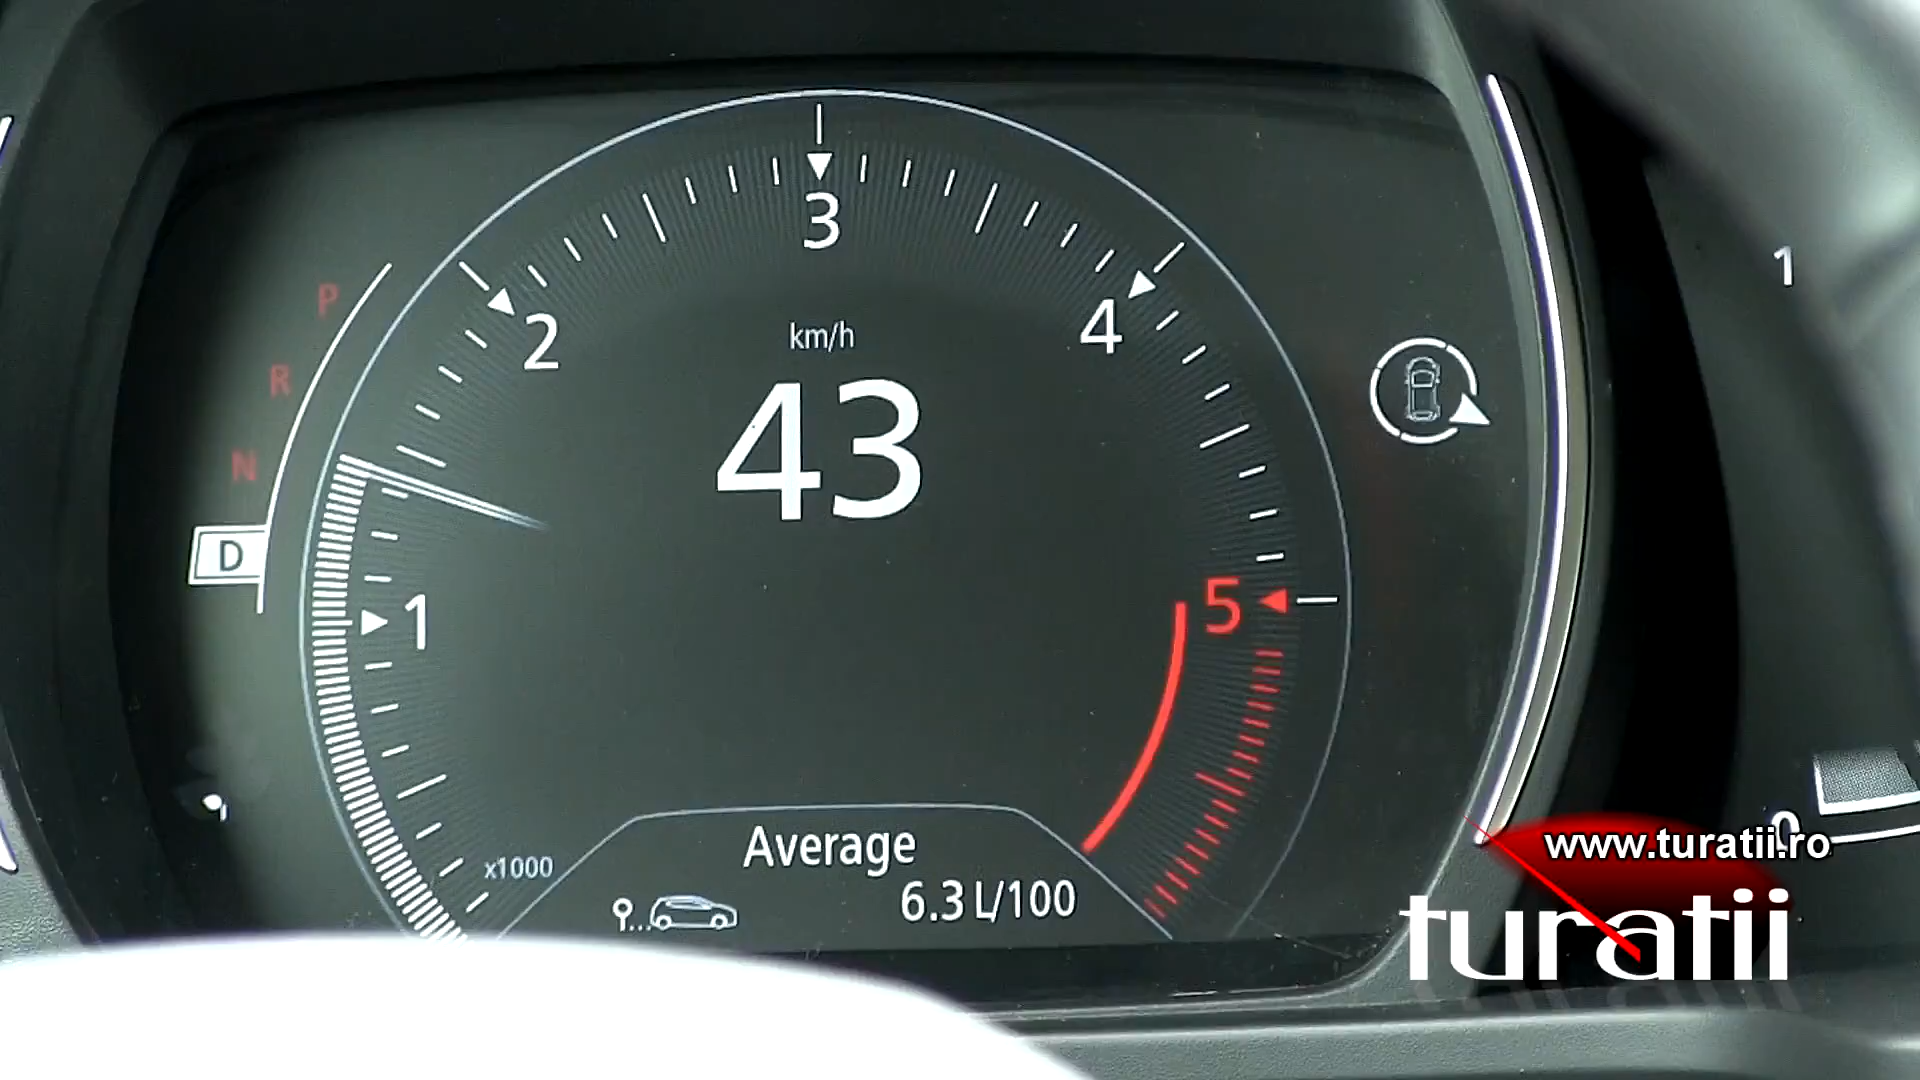 3
2
4
km/h
43
P
R
N
D
1
5
Average
x1000
6.3 L/100
1
0
www.turatii.ro
turatii